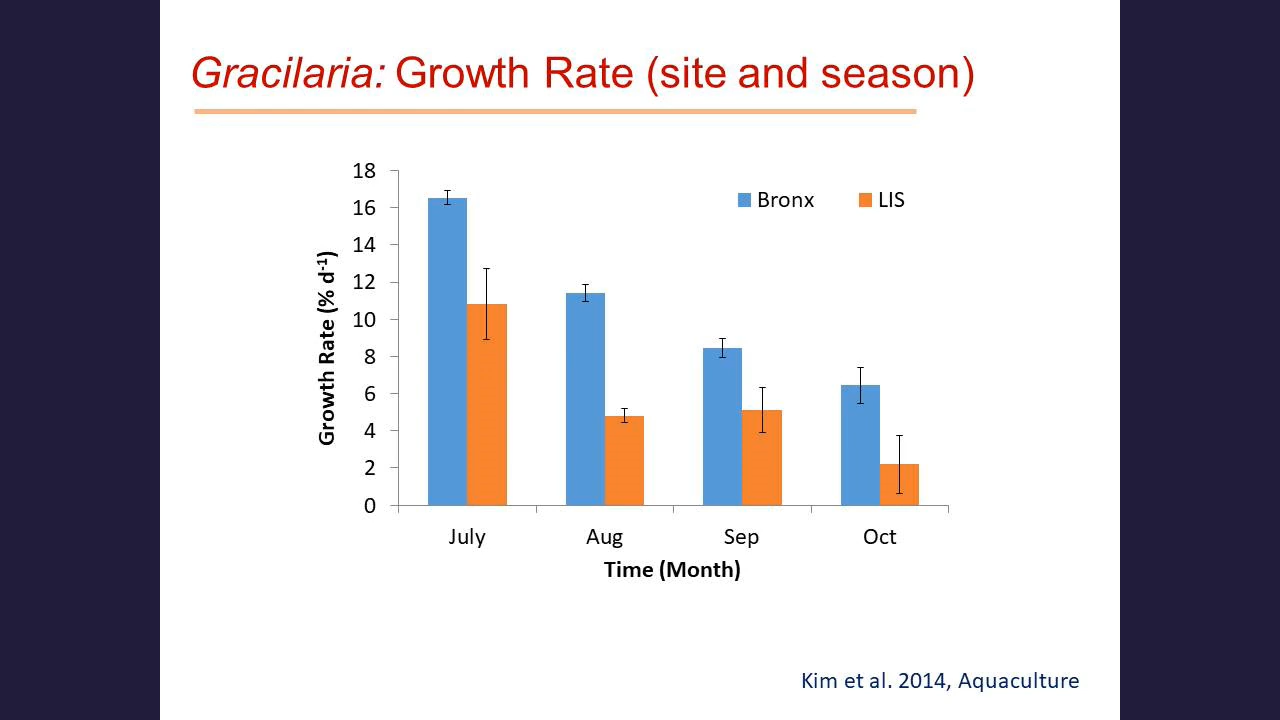 Gracilaria: Growth Rate (site and season)
18
16
14
12
10
8
6
4
2
0
Growth Rate (% d⁻¹)
Bronx
LIS
July
Aug
Sep
Oct
Time (Month)
Kim et al. 2014, Aquaculture